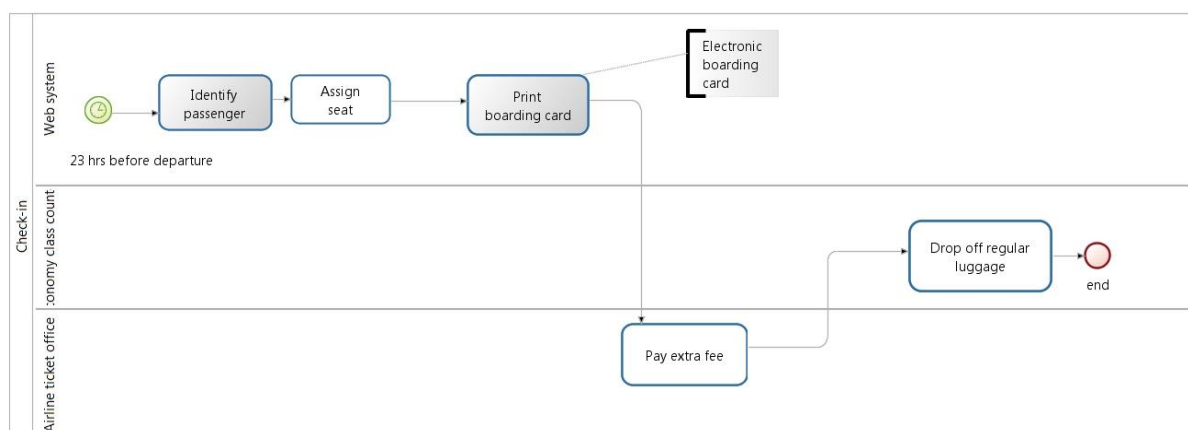 Check-in
Web system
23 hrs before departure
Identify
passenger
Assign
seat
Print
boarding card
Electronic
boarding
card
conomy class count
Drop off regular
luggage
end
Airline ticket office
Pay extra fee